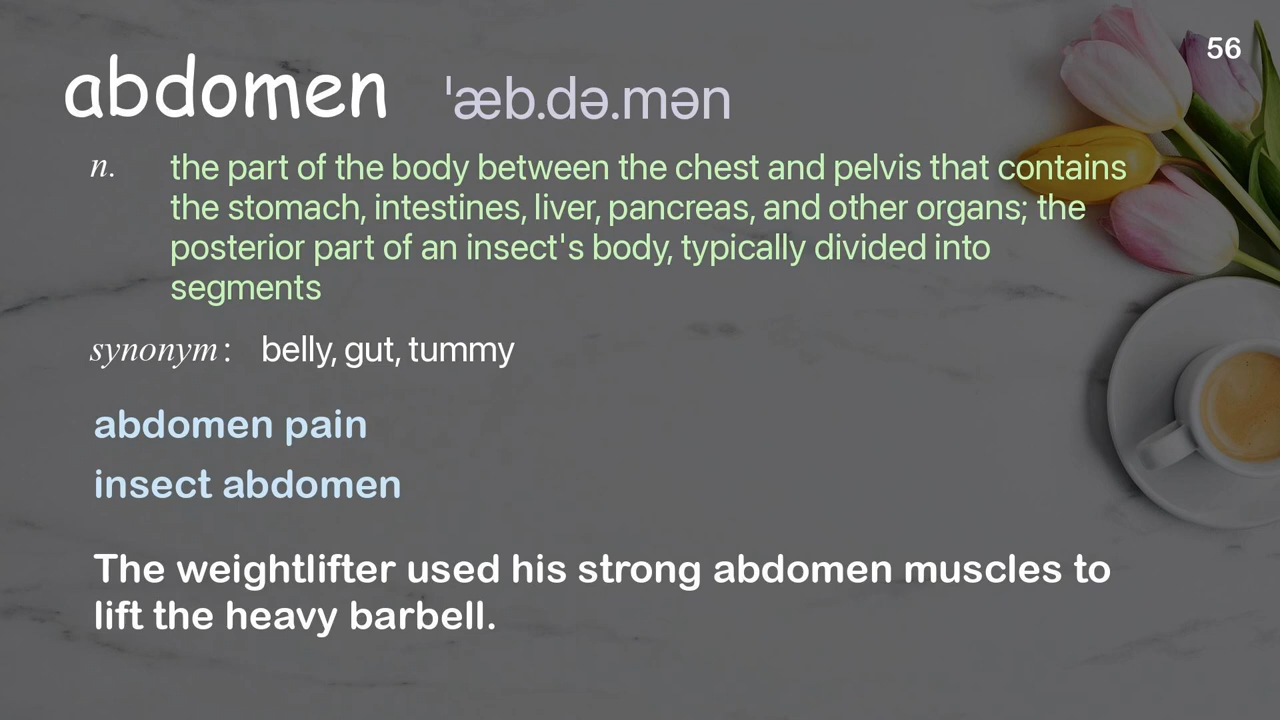 56
abdomen ˈæb.də.mən
n. the part of the body between the chest and pelvis that contains
the stomach, intestines, liver, pancreas, and other organs; the
posterior part of an insect's body, typically divided into
segments
synonym: belly, gut, tummy
abdomen pain
insect abdomen
The weightlifter used his strong abdomen muscles to
lift the heavy barbell.